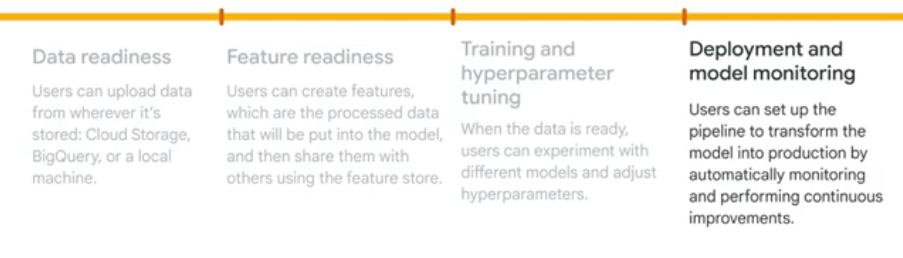 Data readiness
Users can upload data
from wherever it's
stored: Cloud Storage,
BigQuery, or a local
machine.
Feature readiness
Users can create features,
which are the processed data
that will be put into the model,
and then share them with
others using the feature store.
Training and
hyperparameter
tuning
When the data is ready,
users can experiment with
different models and adjust
hyperparameters.
Deployment and
model monitoring
Users can set up the
pipeline to transform the
model into production by
automatically monitoring
and performing continuous
improvements.